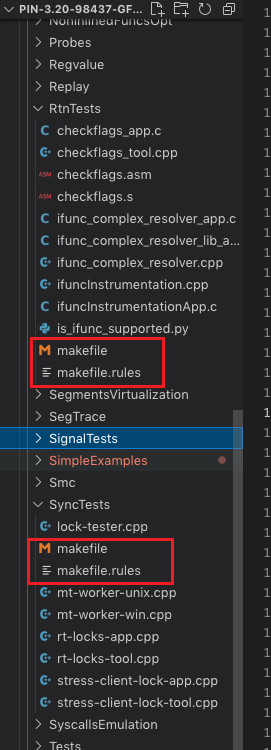 PIN-3.20-98437-GF...
NonInlinedFuncsOpt
Probes
Regvalue
Replay
RtnTests
C checkflags_app.c
C++ checkflags_tool.cpp
ASM checkflags.asm
ASM checkflags.s
C ifunc_complex_resolver_app.c
C++ ifunc_complex_resolver_lib_a...
C++ ifunc_complex_resolver.cpp
C++ ifuncInstrumentation.cpp
C ifuncInstrumentationApp.c
is_ifunc_supported.py
M makefile
makefile.rules
SegmentsVirtualization
SegTrace
SignalTests
SimpleExamples
Smc
SyncTests
C++ lock-tester.cpp
M makefile
makefile.rules
C++ mt-worker-unix.cpp
C++ mt-worker-win.cpp
C++ rt-locks-app.cpp
C++ rt-locks-tool.cpp
C++ stress-client-lock-app.cpp
C++ stress-client-lock-tool.cpp
SyscallsEmulation
Tests